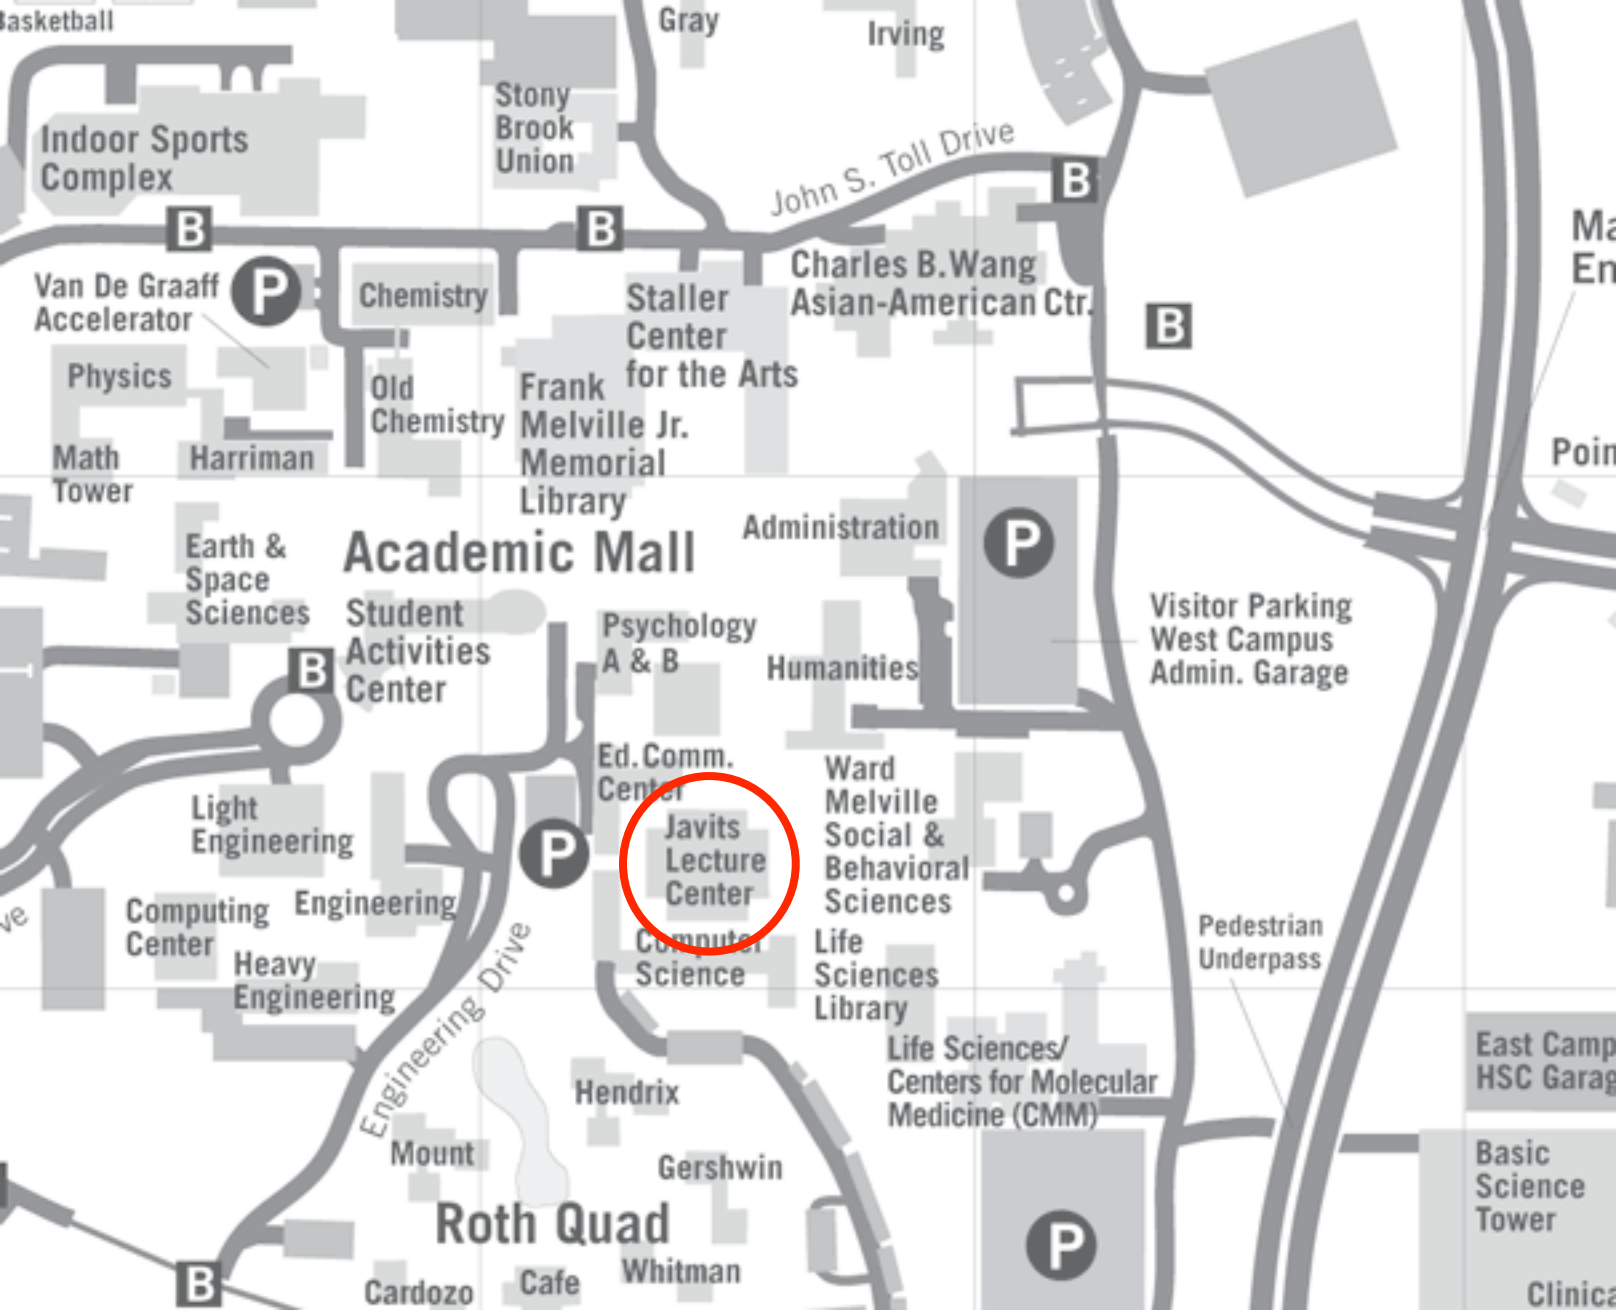 Basketball
Gray
Irving
Stony
Brook
Union
Indoor Sports
Complex
John S. Toll Drive
B
B
B
Van De Graaff
Accelerator
P
Chemistry
Staller
Center
for the Arts
Charles B.Wang
Asian-American Ctr.
B
Ma
En
Physics
Old
Chemistry
Frank
Melville Jr.
Memorial
Library
Math
Tower
Harriman
Poin
Earth &
Space
Sciences
Academic Mall
Administration
P
Student
Activities
Center
B
Psychology
A & B
Humanities
Visitor Parking
West Campus
Admin. Garage
Ed.Comm.
Center
Light
Engineering
P
Javits
Lecture
Center
Ward
Melville
Social &
Behavioral
Sciences
Computing
Center
Engineering
ve
Heavy
Engineering
Engineering Drive
Computer
Science
Life
Sciences
Library
Pedestrian
Underpass
Life Sciences/
Centers for Molecular
Medicine (CMM)
East Camp
HSC Garag
Hendrix
Mount
Gershwin
Basic
Science
Tower
Roth Quad
P
B
Cardozo
Cafe
Whitman
Clinica